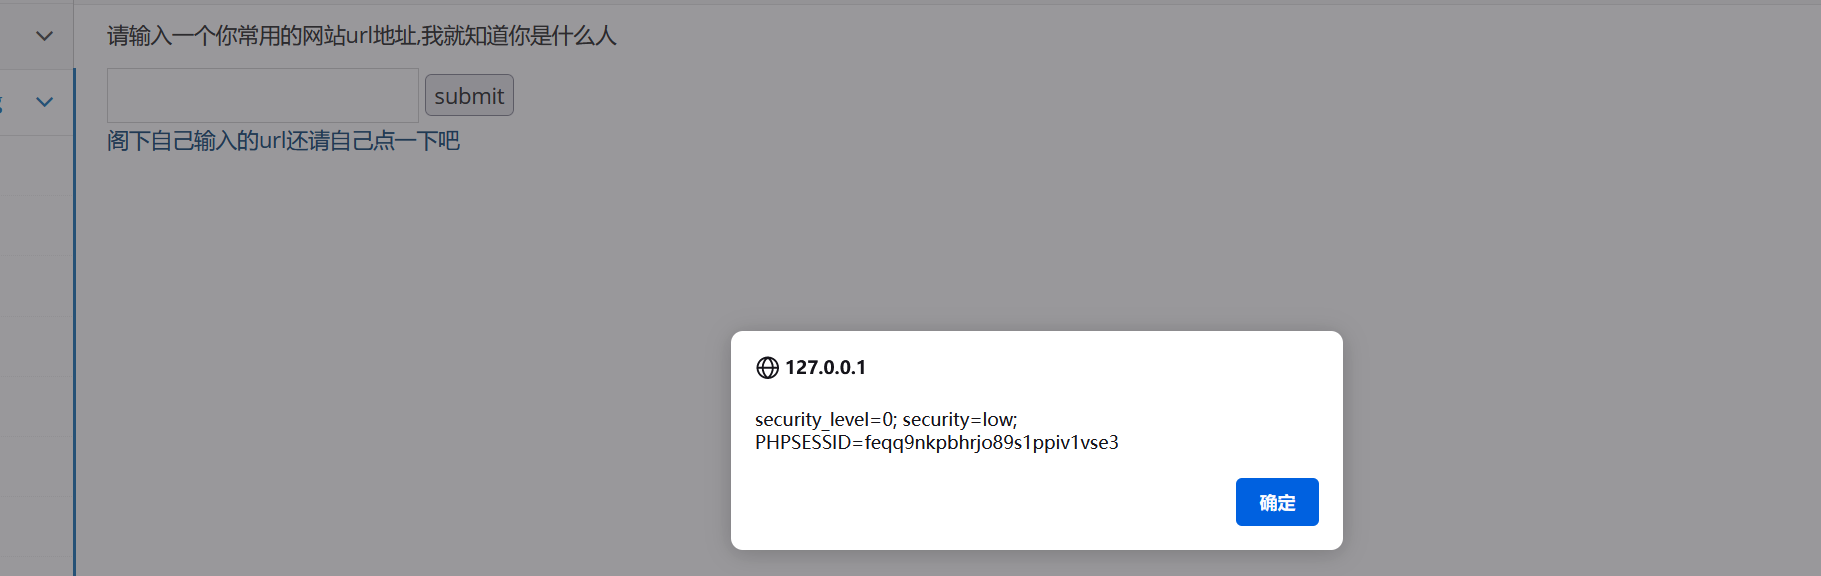 请输入一个你常用的网站url地址,我就知道你是什么人
submit
阁下自己输入的url还请自己点一下吧
127.0.0.1
security_level=0; security=low;
PHPSESSID=feqq9nkpbhrjo89s1ppiv1vse3
确定